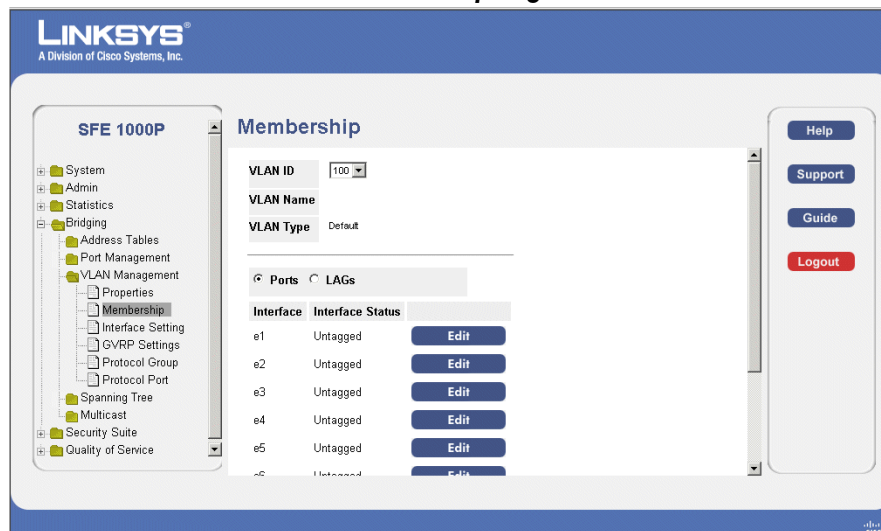 LINKSYS®
A Division of Cisco Systems, Inc.
SFE 1000P
System
Admin
Statistics
Bridging
Address Tables
Port Management
VLAN Management
Properties
Membership
Interface Setting
GVRP Settings
Protocol Group
Protocol Port
Spanning Tree
Multicast
Security Suite
Quality of Service
Membership
VLAN ID 100
VLAN Name
VLAN Type Default
Ports LAGs
Interface Interface Status
e1 Untagged Edit
e2 Untagged Edit
e3 Untagged Edit
e4 Untagged Edit
e5 Untagged Edit
e6 Untagged Edit
Help
Support
Guide
Logout